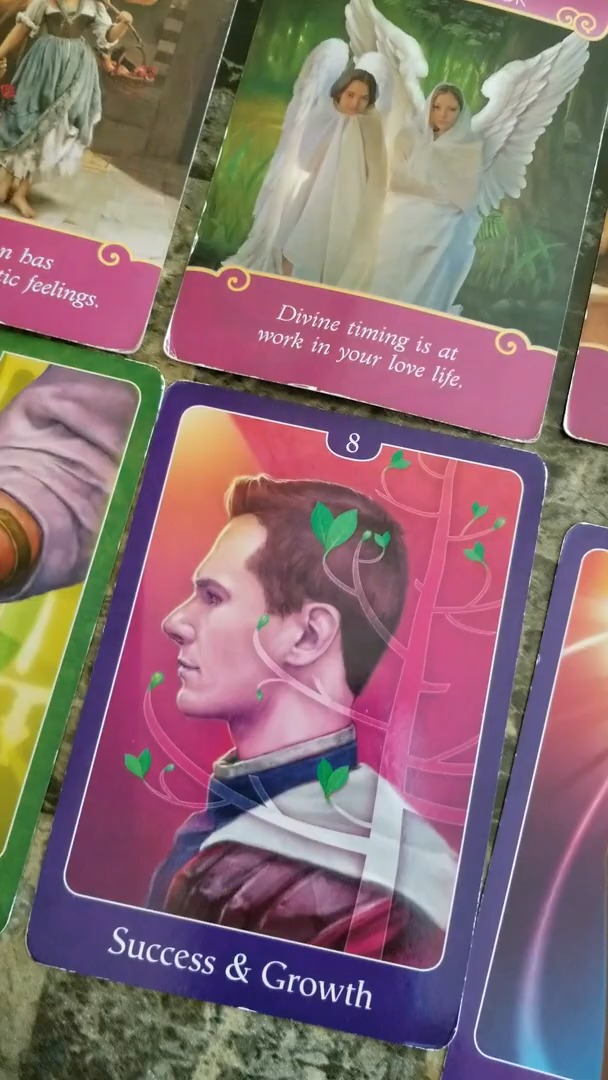 n has
tic feelings.
Divine timing is at
work in your love life.
8
Success & Growth